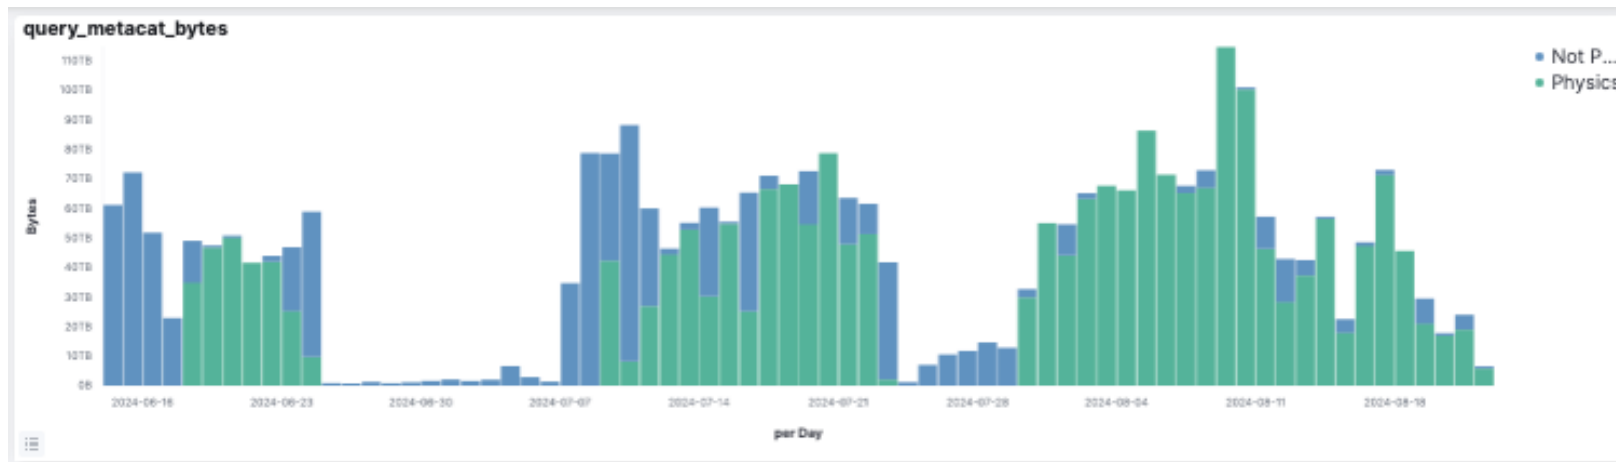 query_metacat_bytes
Not P...
Physics
110TB
100TB
90TB
80TB
70TB
60TB
50TB
40TB
30TB
20TB
10TB
0B
Bytes
2024-06-16
2024-06-23
2024-06-30
2024-07-07
2024-07-14
2024-07-21
2024-07-28
2024-08-04
2024-08-11
2024-08-18
per Day